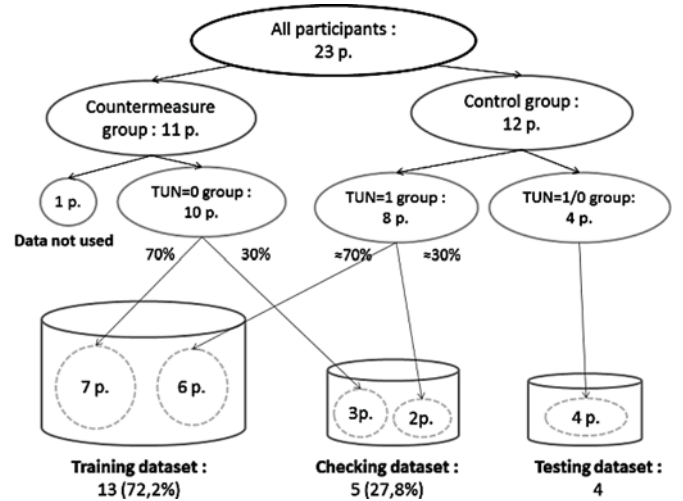 All participants :
23 p.
Countermeasure
group : 11 p.
Control group :
12 p.
1 p.
TUN=0 group :
10 p.
TUN=1 group :
8 p.
TUN=1/0 group:
4 p.
Data not used
70%
30%
≈70%
≈30%
7 p.
6 p.
3p.
2p.
4 p.
Training dataset :
13 (72,2%)
Checking dataset :
5 (27,8%)
Testing dataset :
4